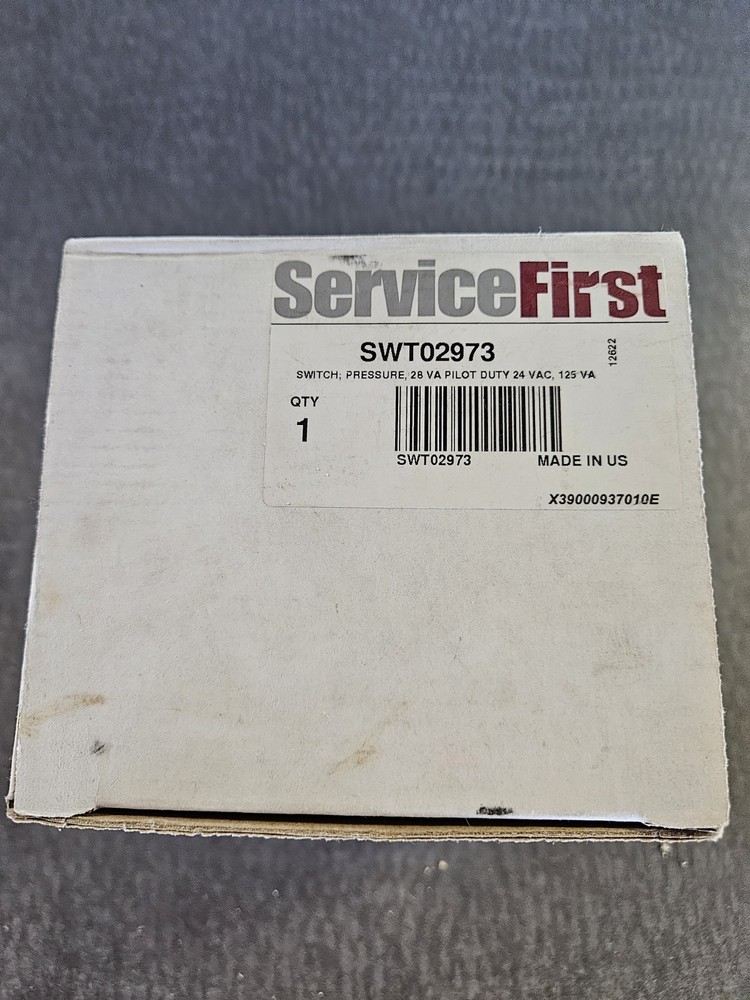 ServiceFirst
SWT02973
12622
SWITCH; PRESSURE, 28 VA PILOT DUTY 24 VAC, 125 VA
QTY
1
SWT02973 MADE IN US
X39000937010E